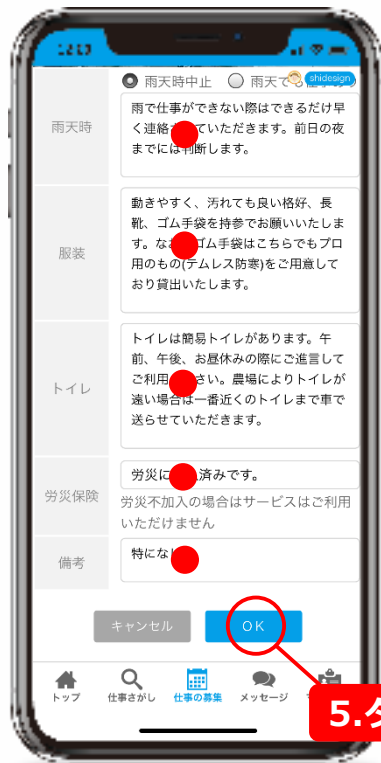 12:13
雨天時中止 雨天で
shidesign
雨天時
雨で仕事ができない際はできるだけ早
く連絡ていただきます。前日の夜
までには判断します。
服装
動きやすく、汚れても良い格好、長
靴、ゴム手袋を持参でお願いいたしま
す。なゴム手袋はこちらでもプロ
用のもの(テムレス防寒)をご用意して
おり貸出いたします。
トイレ
トイレは簡易トイレがあります。午
前、午後、お昼休みの際にご進言して
ご利用さい。農場によりトイレが
遠い場合は一番近くのトイレまで車で
送らせていただきます。
労災保険
労災に済みです。
労災不加入の場合はサービスはご利用
いただけません
備考
特にな
キャンセル OK
トップ 仕事さがし 仕事の募集 メッセージ
5.タ